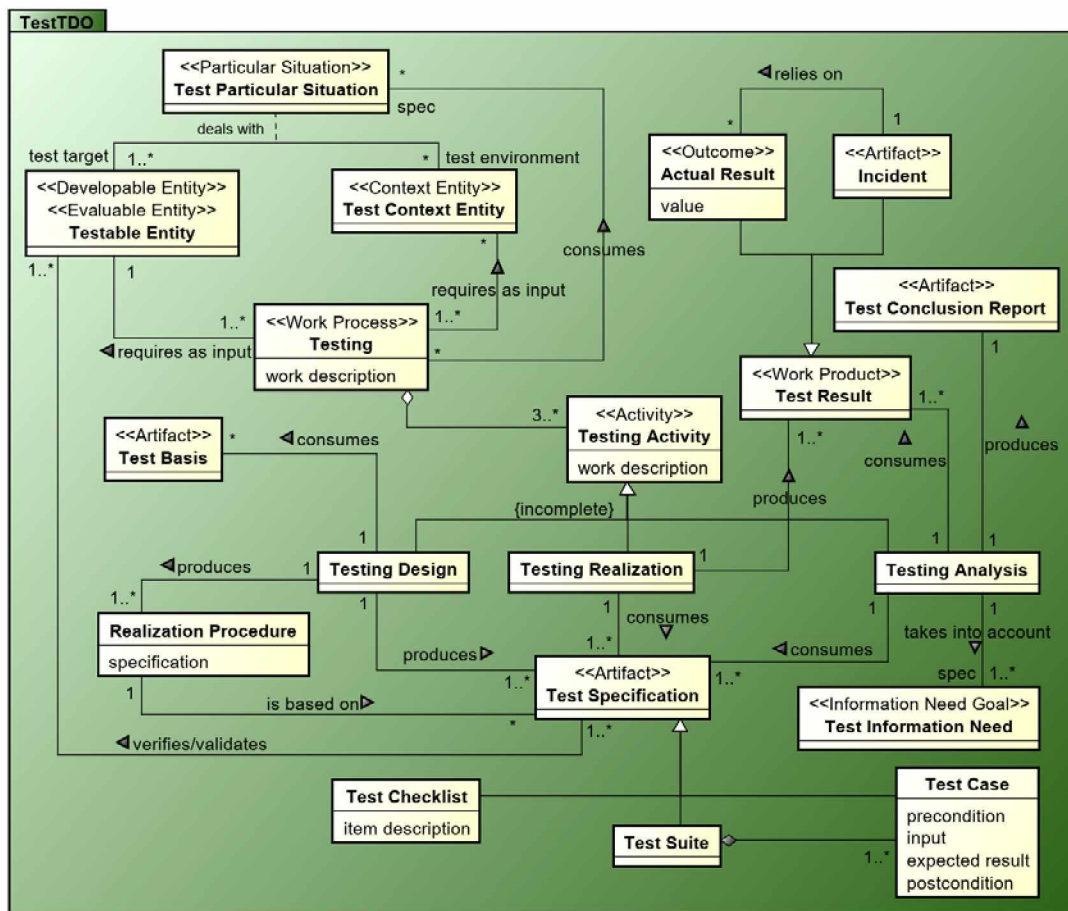 TestTDO
<<Particular Situation>>
Test Particular Situation
*
spec
deals with
test target
1..*
*
test environment
<<Developable Entity>>
<<Evaluable Entity>>
Testable Entity
<<Context Entity>>
Test Context Entity
relies on
*
1
<<Outcome>>
Actual Result
value
<<Artifact>>
Incident
1..*
1
*
consumes
requires as input
1..*
1..*
<<Work Process>>
Testing
work description
*
requires as input
<<Artifact>>
Test Conclusion Report
1
<<Work Product>>
Test Result
1..*
1..*
consumes
produces
produces
3..*
<<Activity>>
Testing Activity
work description
<<Artifact>>
Test Basis
*
consumes
{incomplete}
1
1
1
1
Testing Design
Testing Realization
Testing Analysis
produces
1
1..*
1
1
1
1
consumes
takes into account
Realization Procedure
specification
produces
1..*
consumes
spec
1..*
1..*
1..*
<<Artifact>>
Test Specification
<<Information Need Goal>>
Test Information Need
1
is based on
*
verifies/validates
1..*
Test Checklist
item description
Test Suite
1..*
Test Case
precondition
input
expected result
postcondition